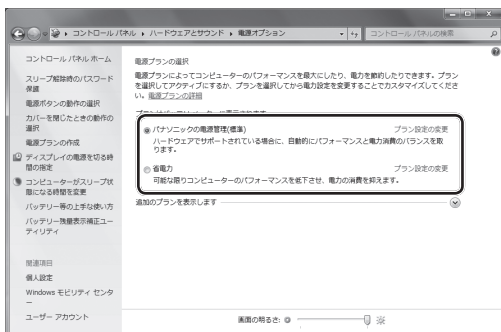 コントロール パネル ▸ ハードウェアとサウンド ▸ 電源オプション
コントロール パネルの検索
コントロール パネル ホーム
スリープ解除時のパスワード
保護
電源ボタンの動作の選択
カバーを閉じたときの動作の
選択
電源プランの作成
ディスプレイの電源を切る時
間の指定
コンピューターがスリープ状
態になる時間を変更
バッテリー等の上手な使い方
バッテリー残量表示補正ユー
ティリティ
関連項目
個人設定
Windows モビリティ センタ
ー
ユーザー アカウント
電源プランの選択
電源プランによってコンピューターのパフォーマンスを最大にしたり、電力を節約したりできます。プラン
を選択してアクティブにするか、プランを選択してから電力設定を変更することでカスタマイズしてくださ
い。電源プランの詳細
パナソニックの電源管理(標準) プラン設定の変更
ハードウェアでサポートされている場合に、自動的にパフォーマンスと電力消費のバランスを取
ります。
省電力 プラン設定の変更
可能な限りコンピューターのパフォーマンスを低下させ、電力の消費を抑えます。
追加のプランを表示します
画面の明るさ: